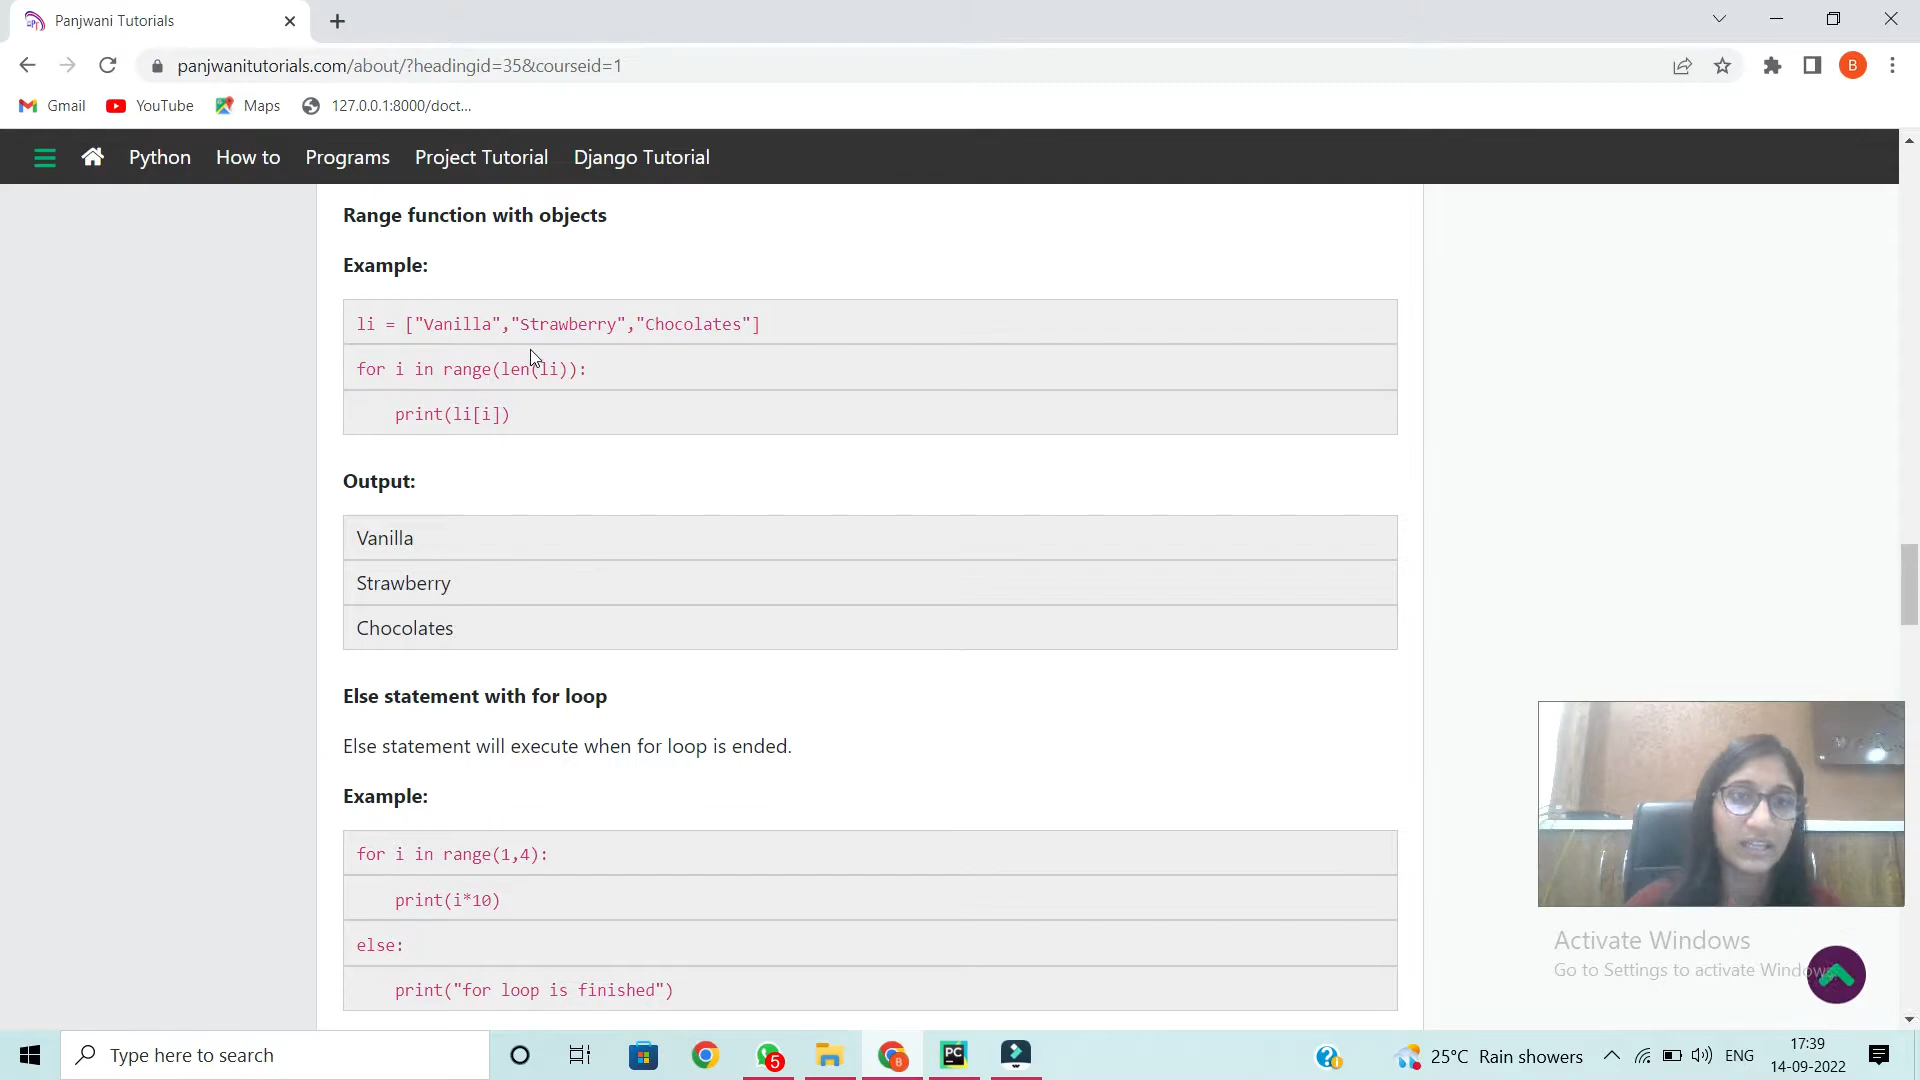 Panjwani Tutorials
panjwanitutorials.com/about/?headingid=35&courseid=1
B
Gmail
YouTube
Maps
127.0.0.1:8000/doct...
Python
How to
Programs
Project Tutorial
Django Tutorial
Range function with objects
Example:
li = ["Vanilla","Strawberry","Chocolates"]
for i in range(len(li)):
print(li[i])
Output:
Vanilla
Strawberry
Chocolates
Else statement with for loop
Else statement will execute when for loop is ended.
Example:
for i in range(1,4):
print(i*10)
else:
print("for loop is finished")
Activate Windows
Go to Settings to activate Windows.
Type here to search
5
B
PC
25°C Rain showers
ENG
17:39
14-09-2022